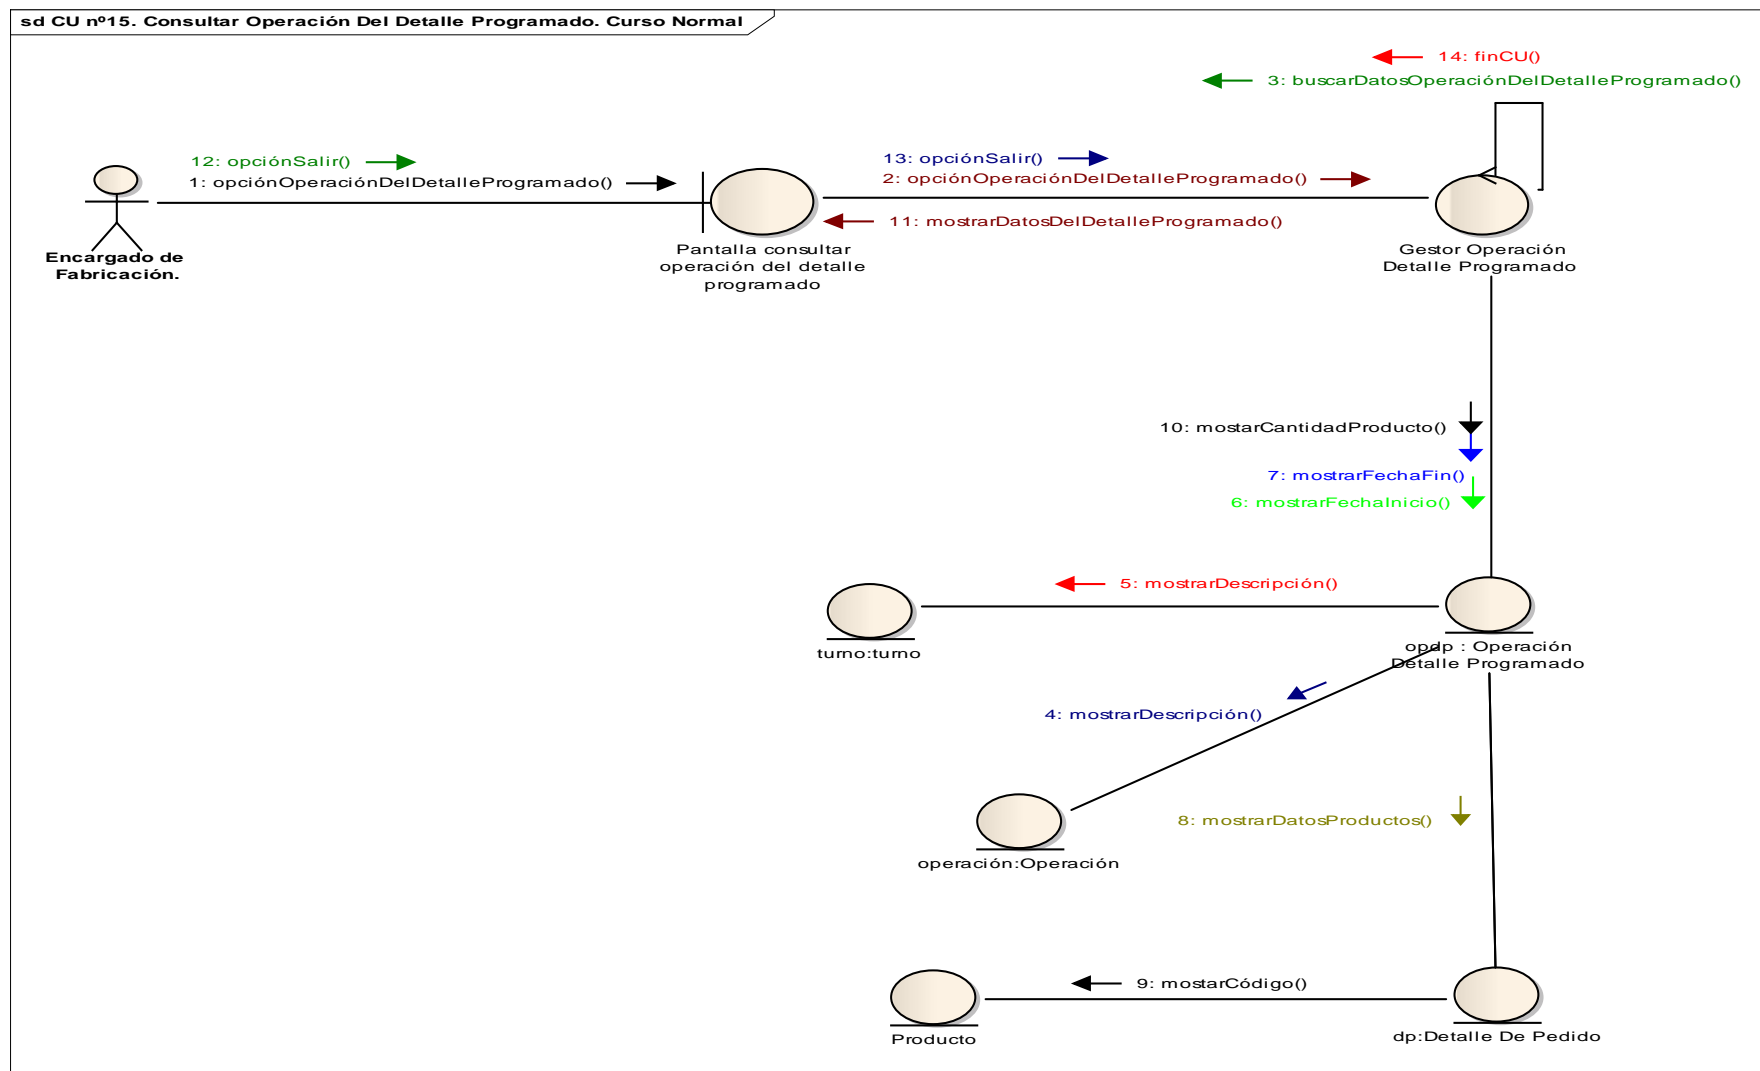 sd CU nº15. Consultar Operación Del Detalle Programado. Curso Normal
14: finCU()
3: buscarDatosOperaciónDelDetalleProgramado()
12: opciónSalir()
1: opciónOperaciónDelDetalleProgramado()
13: opciónSalir()
2: opciónOperaciónDelDetalleProgramado()
11: mostrarDatosDelDetalleProgramado()
Encargado de
Fabricación.
Pantalla consultar
operación del detalle
programado
Gestor Operación
Detalle Programado
10: mostarCantidadProducto()
7: mostrarFechaFin()
6: mostrarFechaInicio()
5: mostrarDescripción()
turno:turno
opdp : Operación
Detalle Programado
4: mostrarDescripción()
operación:Operación
8: mostrarDatosProductos()
9: mostarCódigo()
Producto
dp:Detalle De Pedido